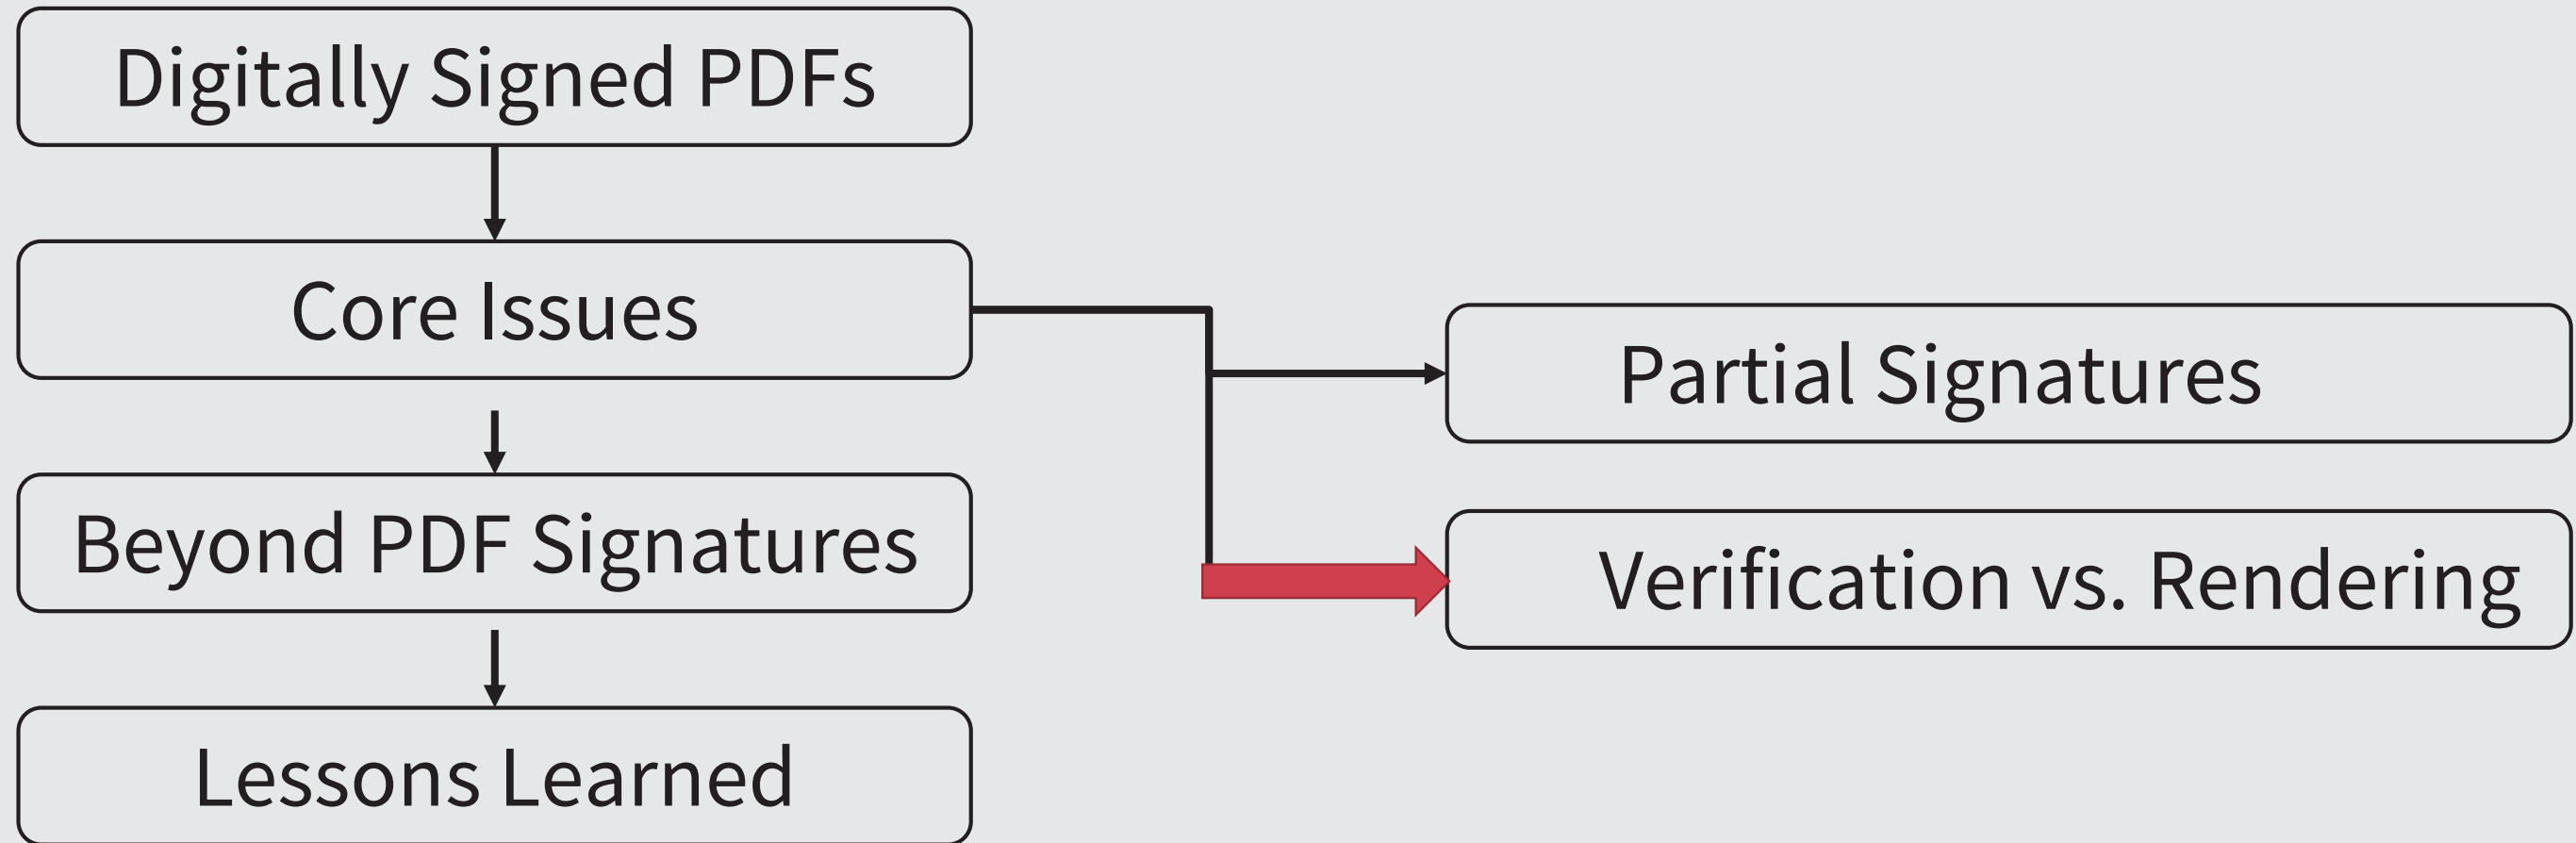 Digitally Signed PDFs
Core Issues
Partial Signatures
Beyond PDF Signatures
Verification vs. Rendering
Lessons Learned